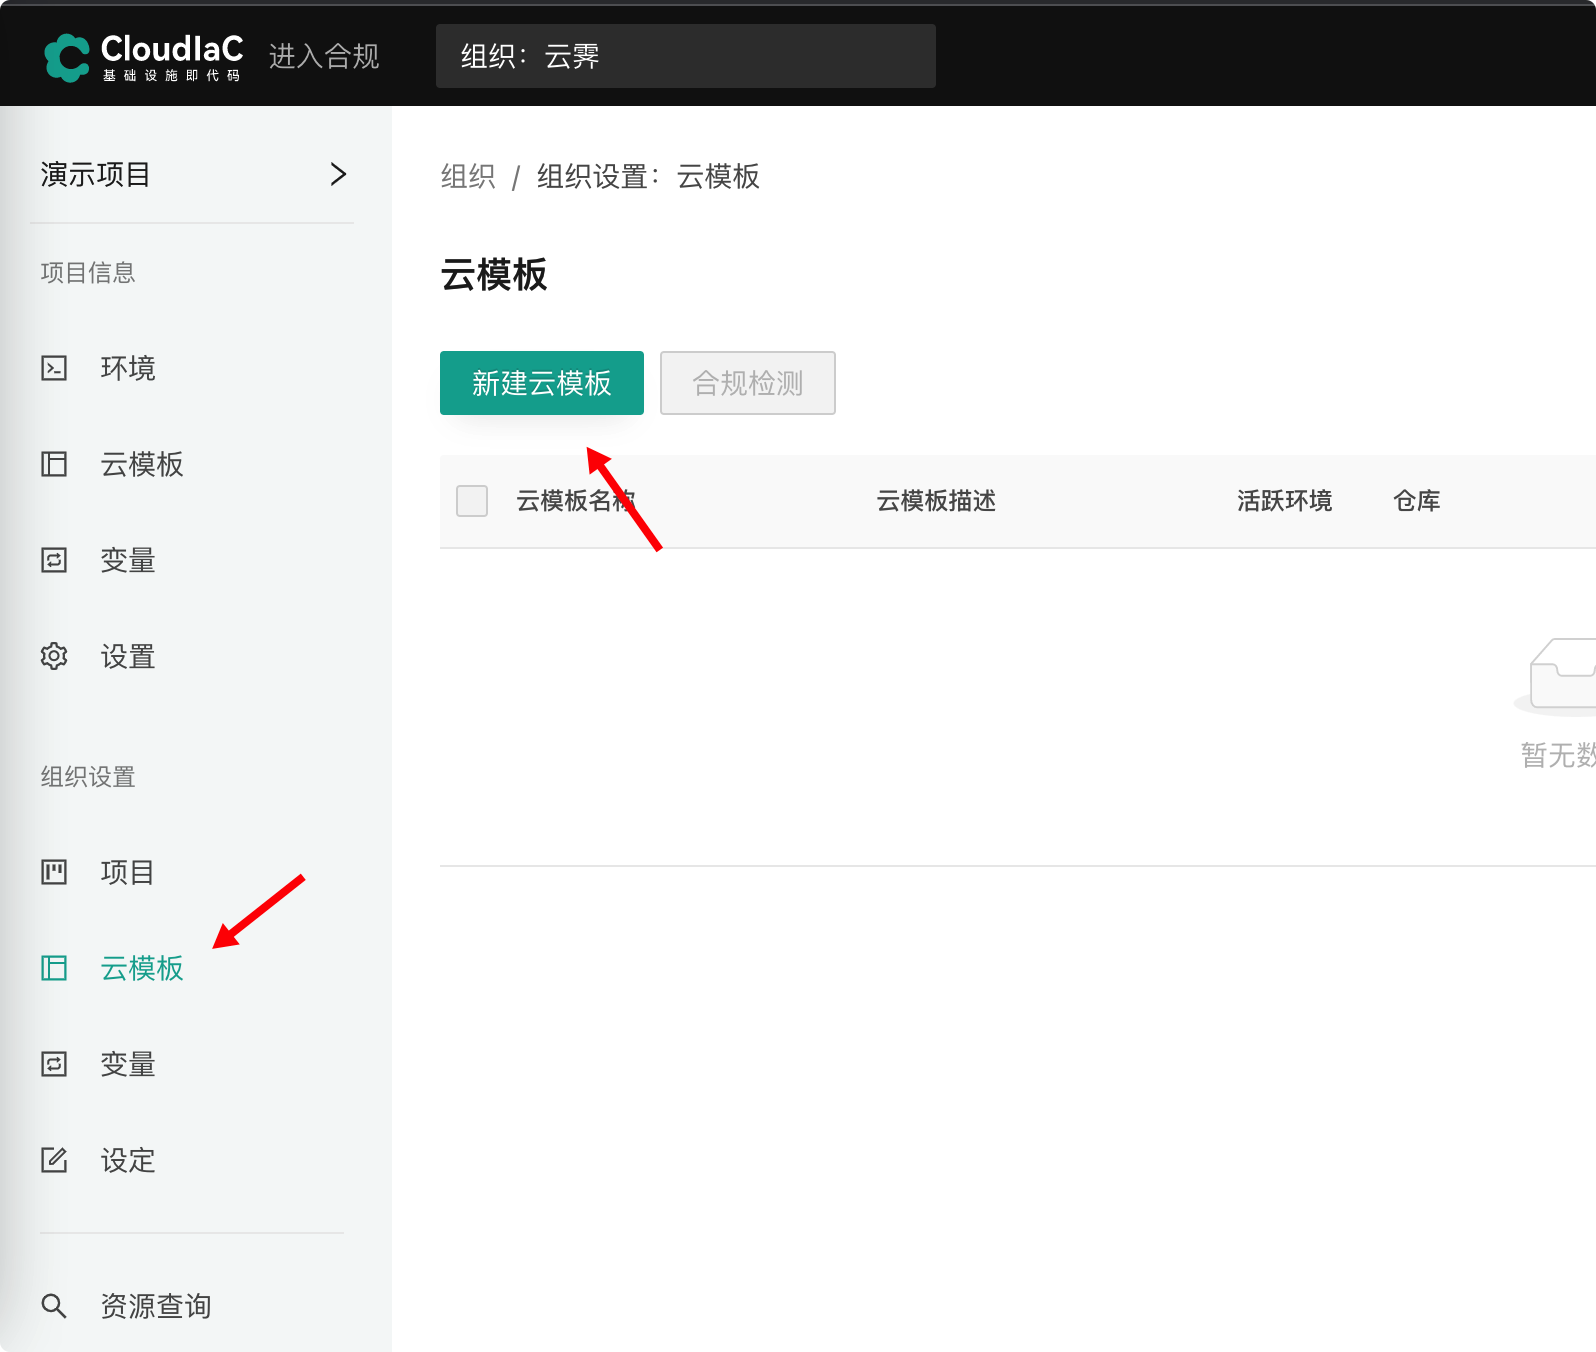 CloudIaC
基础设施即代码
进入合规
组织：云霁
演示项目
项目信息
环境
云模板
变量
设置
组织设置
项目
云模板
变量
设定
资源查询
组织 / 组织设置：云模板
云模板
新建云模板
合规检测
云模板名称
云模板描述
活跃环境
仓库
暂无数